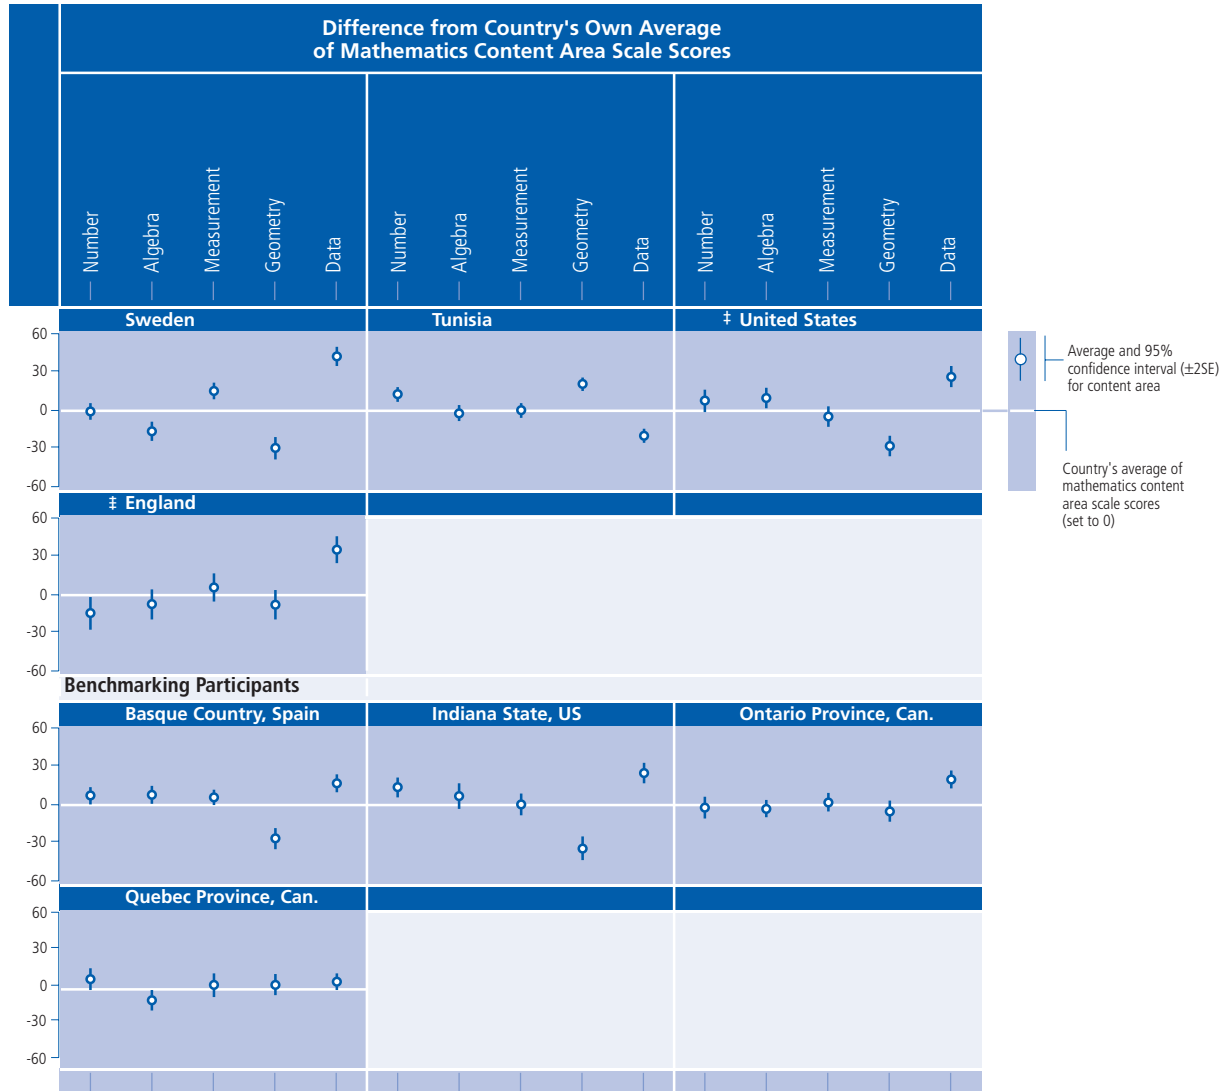 Difference from Country's Own Average
of Mathematics Content Area Scale Scores
Number
Algebra
Measurement
Geometry
Data
Number
Algebra
Measurement
Geometry
Data
Number
Algebra
Measurement
Geometry
Data
Sweden
Tunisia
‡ United States
60
30
0
-30
-60
Average and 95%
confidence interval (±2SE)
for content area
Country's average of
mathematics content
area scale scores
(set to 0)
‡ England
60
30
0
-30
-60
Benchmarking Participants
Basque Country, Spain
Indiana State, US
Ontario Province, Can.
60
30
0
-30
-60
Quebec Province, Can.
60
30
0
-30
-60